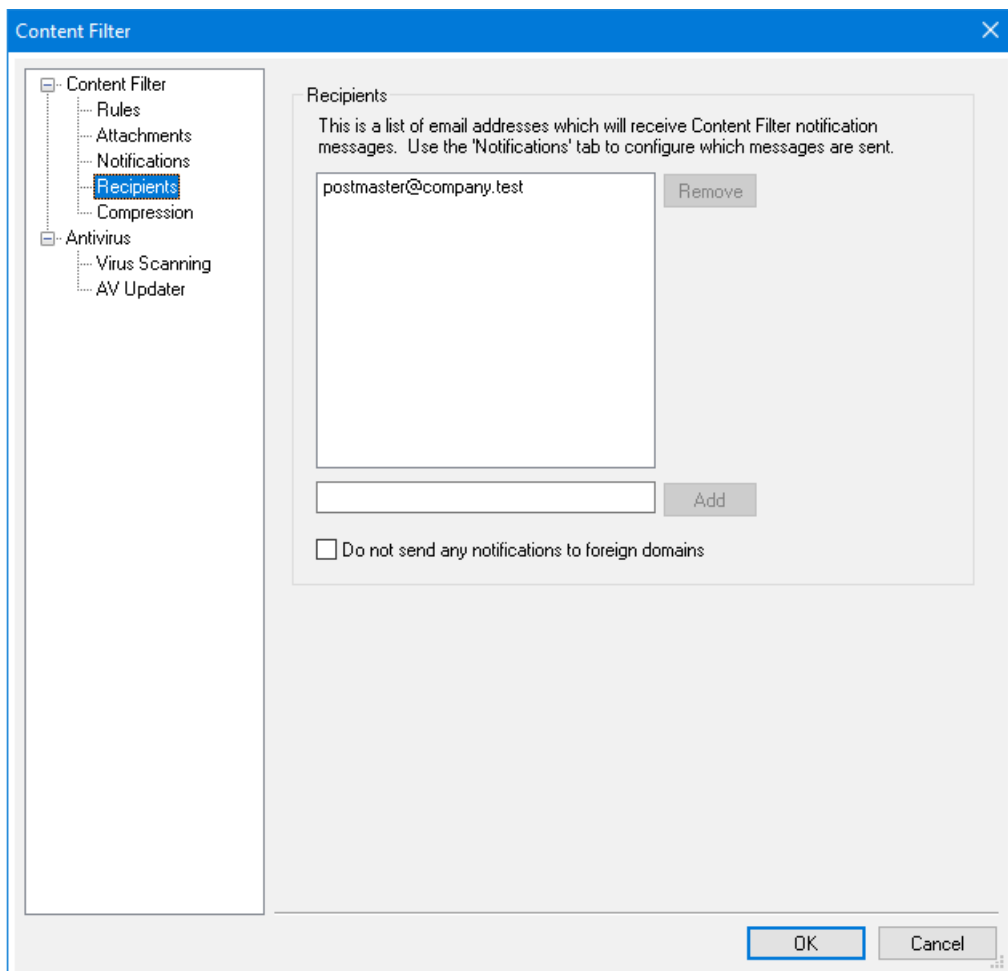 Content Filter
Content Filter
Rules
Attachments
Notifications
Recipients
Compression
Antivirus
Virus Scanning
AV Updater
Recipients
This is a list of email addresses which will receive Content Filter notification
messages.  Use the 'Notifications' tab to configure which messages are sent.
postmaster@company.test
Remove
Add
Do not send any notifications to foreign domains
OK
Cancel